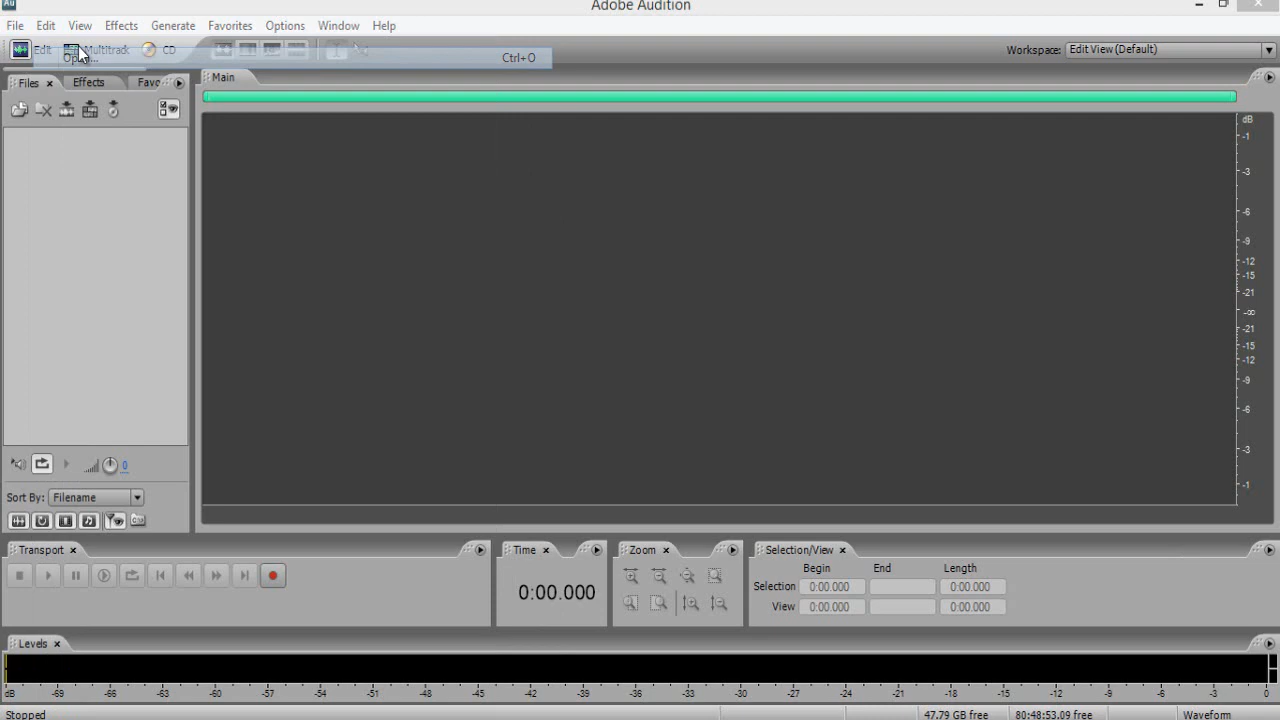 Au Adobe Audition
File Edit View Effects Generate Favorites Options Window Help
Edit Multitrack CD Workspace: Edit View (Default)
Open... Ctrl+O
Files Effects Favo Main
dB
-1
-3
-6
-9
-12
-15
-21
-∞
-21
-15
-12
-9
-6
-3
-1
0
Sort By: Filename
Transport Time Zoom Selection/View
Begin End Length
Selection 0:00.000 0:00.000
0:00.000
View 0:00.000 0:00.000
Levels
dB -69 -66 -63 -60 -57 -54 -51 -48 -45 -42 -39 -36 -33 -30 -27 -24 -21 -18 -15 -12 -9 -6 -3 0
Stopped 47.79 GB free 80:48:53.09 free Waveform